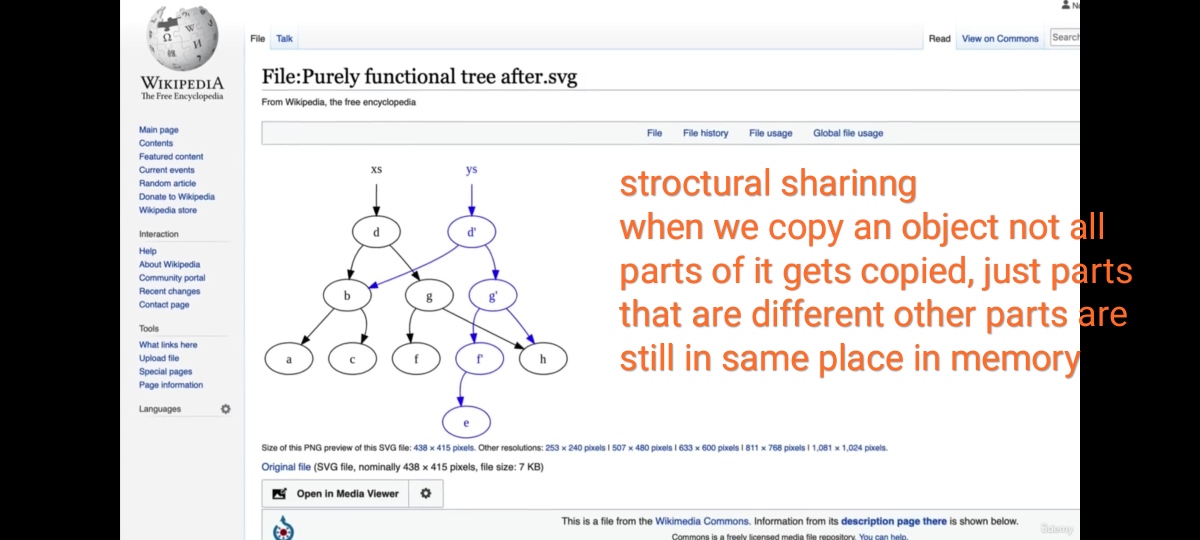 WIKIPEDIA
The Free Encyclopedia
Main page
Contents
Featured content
Current events
Random article
Donate to Wikipedia
Wikipedia store
Interaction
Help
About Wikipedia
Community portal
Recent changes
Contact page
Tools
What links here
Upload file
Special pages
Page information
Languages
File Talk
Read View on Commons Search
File:Purely functional tree after.svg
From Wikipedia, the free encyclopedia
File File history File usage Global file usage
xs ys
d d'
b g g'
a c f f' h
e
stroctural sharinng
when we copy an object not all
parts of it gets copied, just parts
that are different other parts are
still in same place in memory
Size of this PNG preview of this SVG file: 438 × 415 pixels. Other resolutions: 253 × 240 pixels | 507 × 480 pixels | 633 × 600 pixels | 811 × 768 pixels | 1,081 × 1,024 pixels.
Original file (SVG file, nominally 438 × 415 pixels, file size: 7 KB)
Open in Media Viewer
This is a file from the Wikimedia Commons. Information from its description page there is shown below.
Commons is a freely licensed media file repository. You can help.
ûdemy